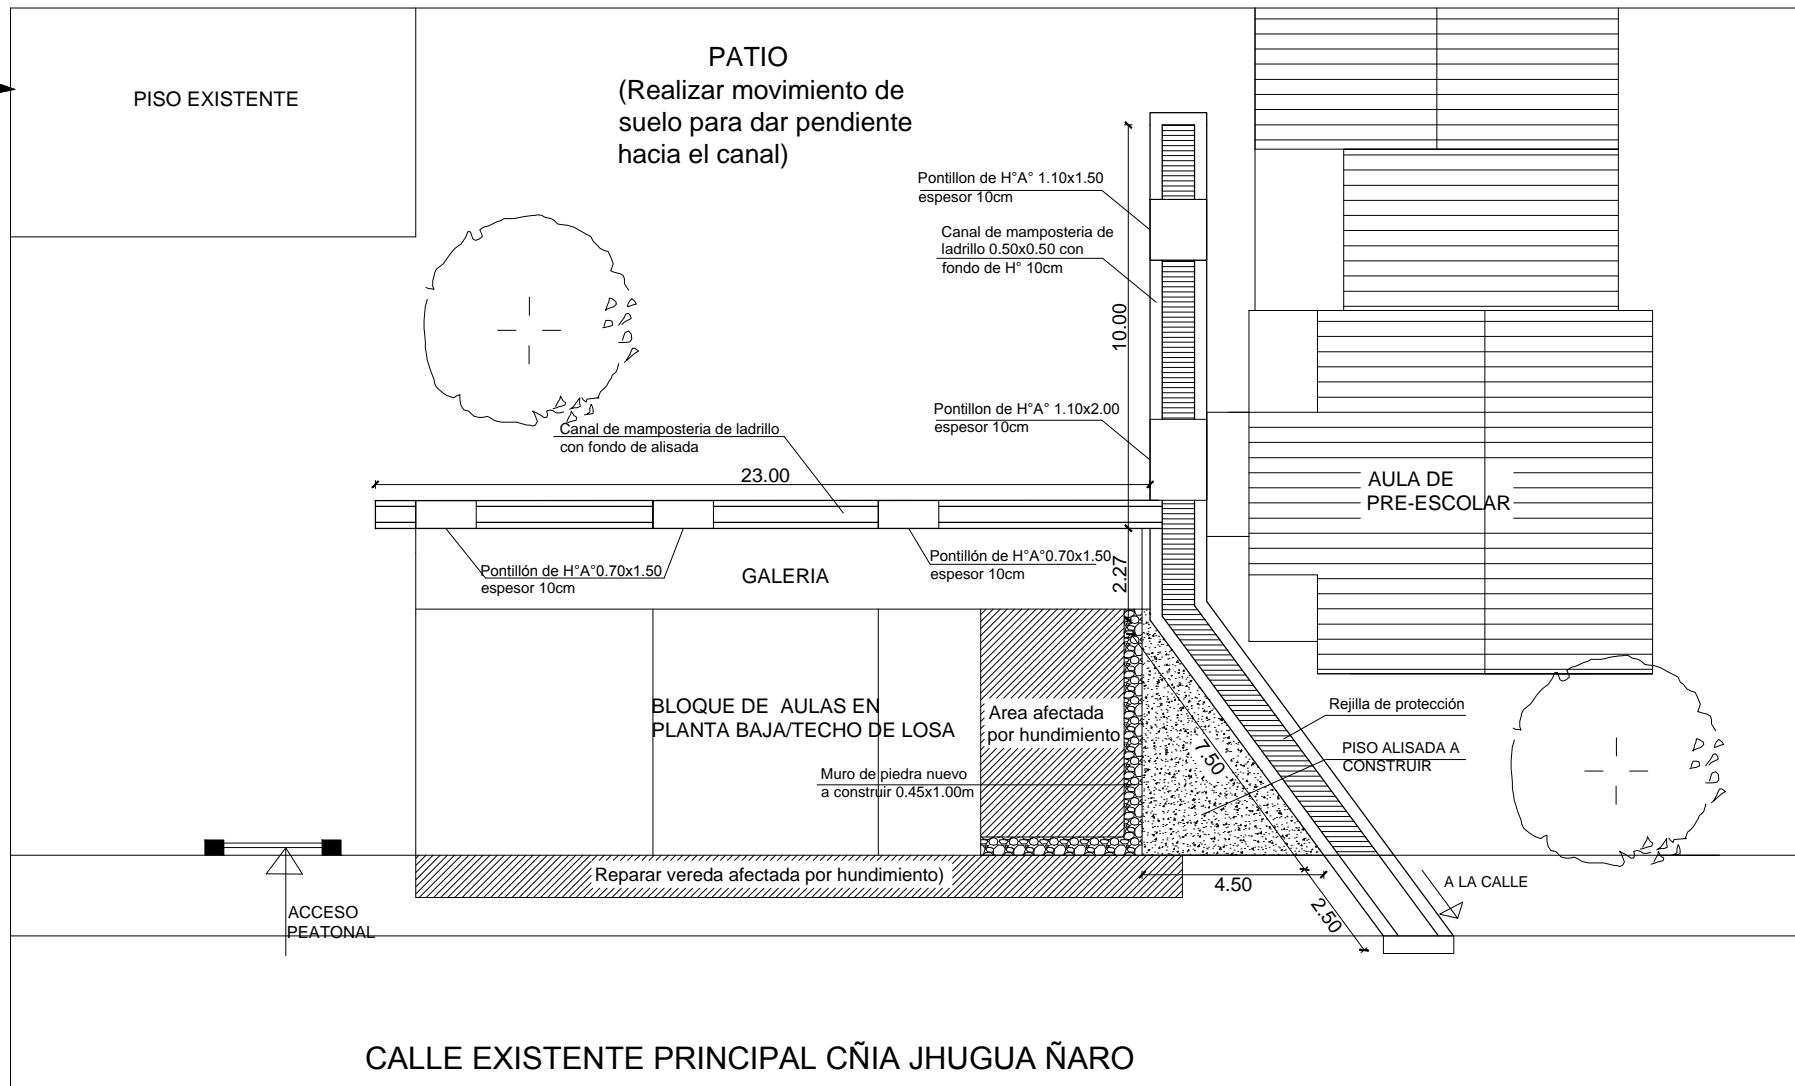 PATIO
(Realizar movimiento de
suelo para dar pendiente
hacia el canal)
PISO EXISTENTE
Pontillon de H°A° 1.10x1.50
espesor 10cm
Canal de mamposteria de
ladrillo 0.50x0.50 con
fondo de H° 10cm
10.00
Pontillon de H°A° 1.10x2.00
espesor 10cm
Canal de mamposteria de ladrillo
con fondo de alisada
23.00
AULA DE
PRE-ESCOLAR
Pontillón de H°A°0.70x1.50
espesor 10cm
GALERIA
Pontillón de H°A°0.70x1.50
espesor 10cm
2.27
BLOQUE DE AULAS EN
PLANTA BAJA/TECHO DE LOSA
Area afectada
por hundimiento
Rejilla de protección
7.50
PISO ALISADA A
CONSTRUIR
Muro de piedra nuevo
a construir 0.45x1.00m
Reparar vereda afectada por hundimiento)
4.50
2.50
A LA CALLE
ACCESO
PEATONAL
CALLE EXISTENTE PRINCIPAL CÑIA JHUGUA ÑARO